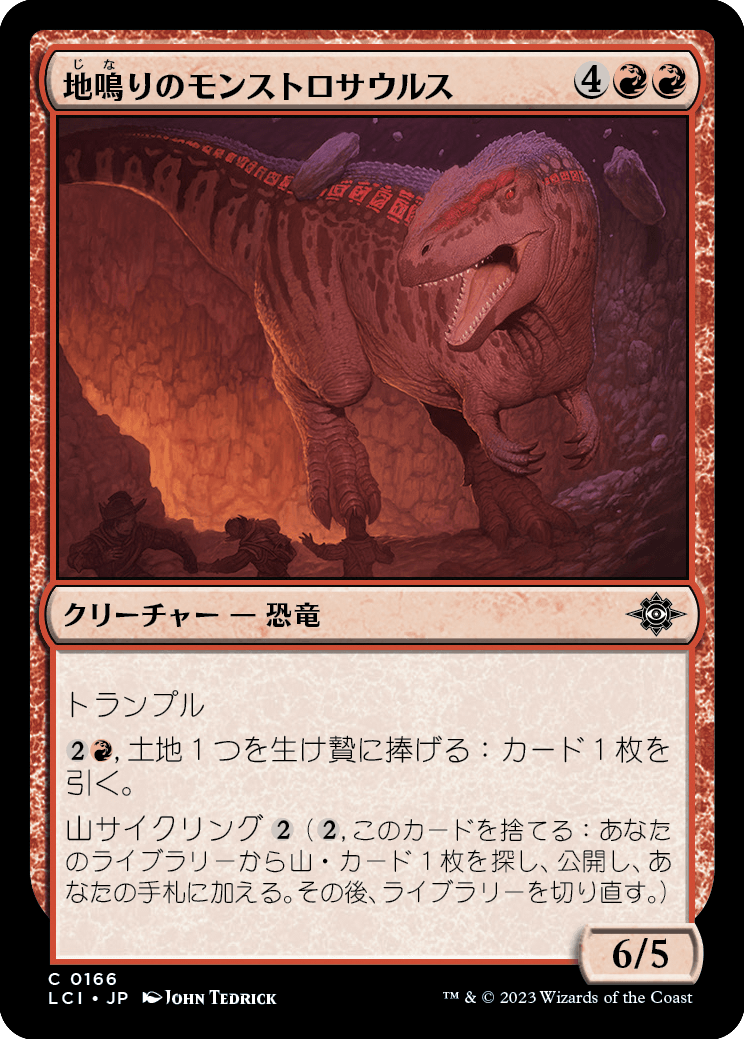 じな
地鳴りのモンストロサウルス 4
クリーチャー — 恐竜
トランプル
2, 土地1つを生け贄に捧げる:カード1枚を
引く。
山サイクリング 2(2,このカードを捨てる:あなた
のライブラリーから山・カード1枚を探し、公開し、あ
なたの手札に加える。その後、ライブラリーを切り直す。)
6/5
C 0166
LCI • JP John Tedrick
™ & © 2023 Wizards of the Coast